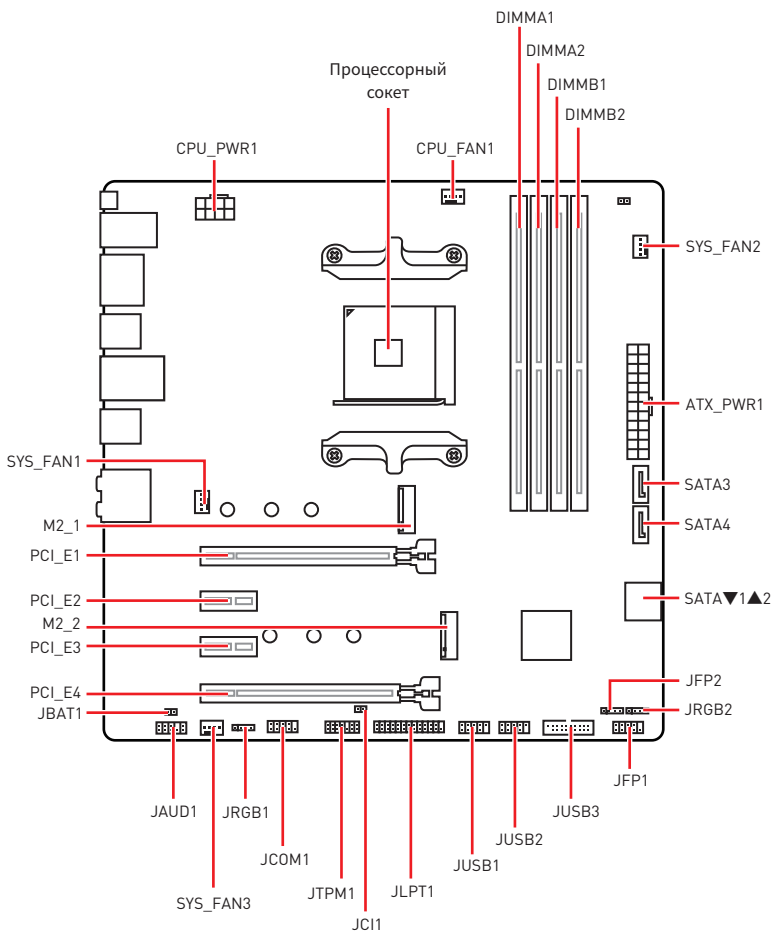 DIMMA1
DIMMA2
Процессорный
сокет
DIMMB1
DIMMB2
CPU_PWR1
CPU_FAN1
SYS_FAN2
ATX_PWR1
SYS_FAN1
SATA3
M2_1
SATA4
PCI_E1
PCI_E2
SATA▼1▲2
M2_2
PCI_E3
JFP2
PCI_E4
JBAT1
JRGB2
JFP1
JAUD1
JRGB1
JUSB3
JUSB2
JCOM1
JUSB1
JTPM1
JLPT1
SYS_FAN3
JCI1